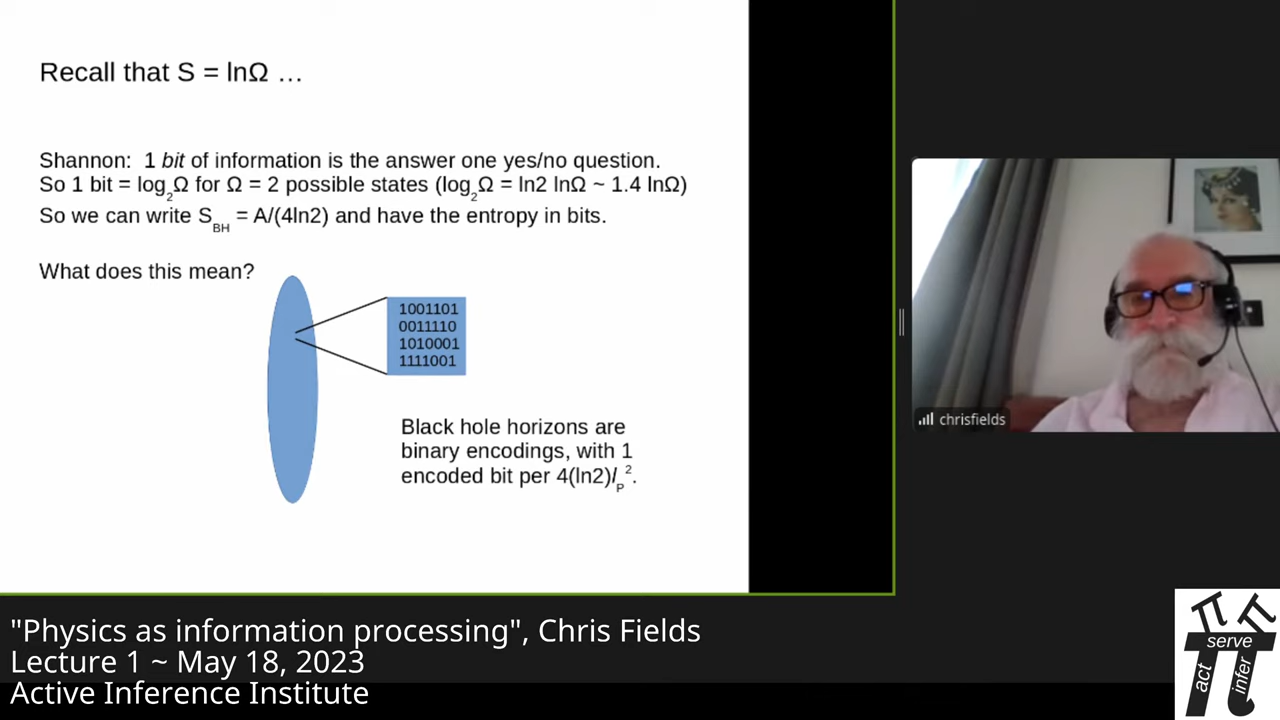 Recall that S = lnΩ …
Shannon: 1 bit of information is the answer one yes/no question.
So 1 bit = log₂Ω for Ω = 2 possible states (log₂Ω = ln2 lnΩ ~ 1.4 lnΩ)
So we can write S_BH = A/(4ln2) and have the entropy in bits.
What does this mean?
1001101
0011110
1010001
1111001
Black hole horizons are
binary encodings, with 1
encoded bit per 4(ln2)l_P².
chrisfields
"Physics as information processing", Chris Fields
Lecture 1 ~ May 18, 2023
Active Inference Institute
serve
act
infer